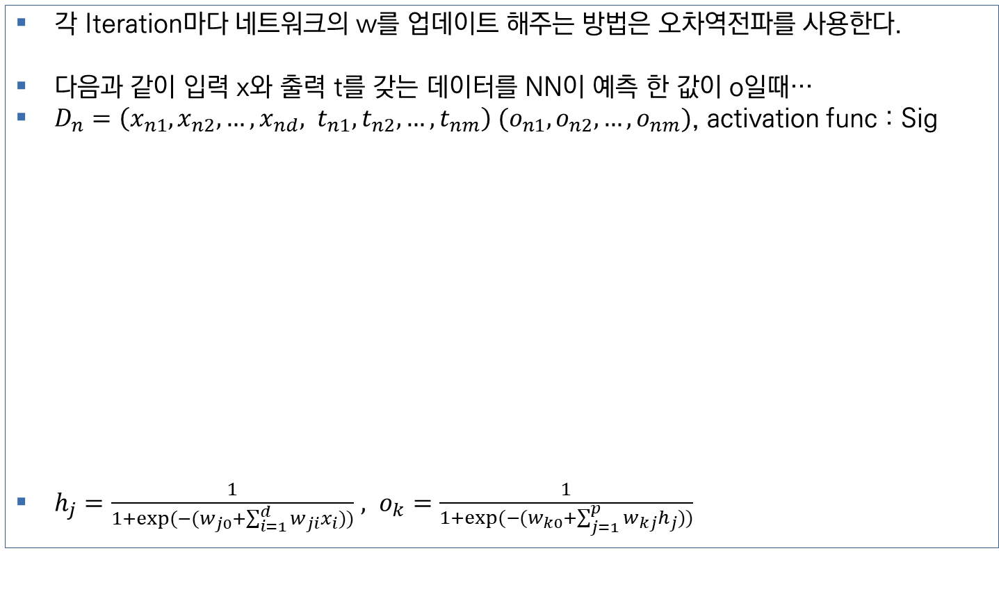 각 Iteration마다 네트워크의 w를 업데이트 해주는 방법은 오차역전파를 사용한다.
다음과 같이 입력 x와 출력 t를 갖는 데이터를 NN이 예측 한 값이 o일때…
D_n = (x_{n1}, x_{n2}, … , x_{nd}, t_{n1}, t_{n2}, … , t_{nm}) (o_{n1}, o_{n2}, … , o_{nm}), activation func : Sig
h_j = \frac{1}{1+exp(-(w_{j0}+∑_{i=1}^{d} w_{ji}x_i))} , o_k = \frac{1}{1+exp(-(w_{k0}+∑_{j=1}^{p} w_{kj}h_j))}